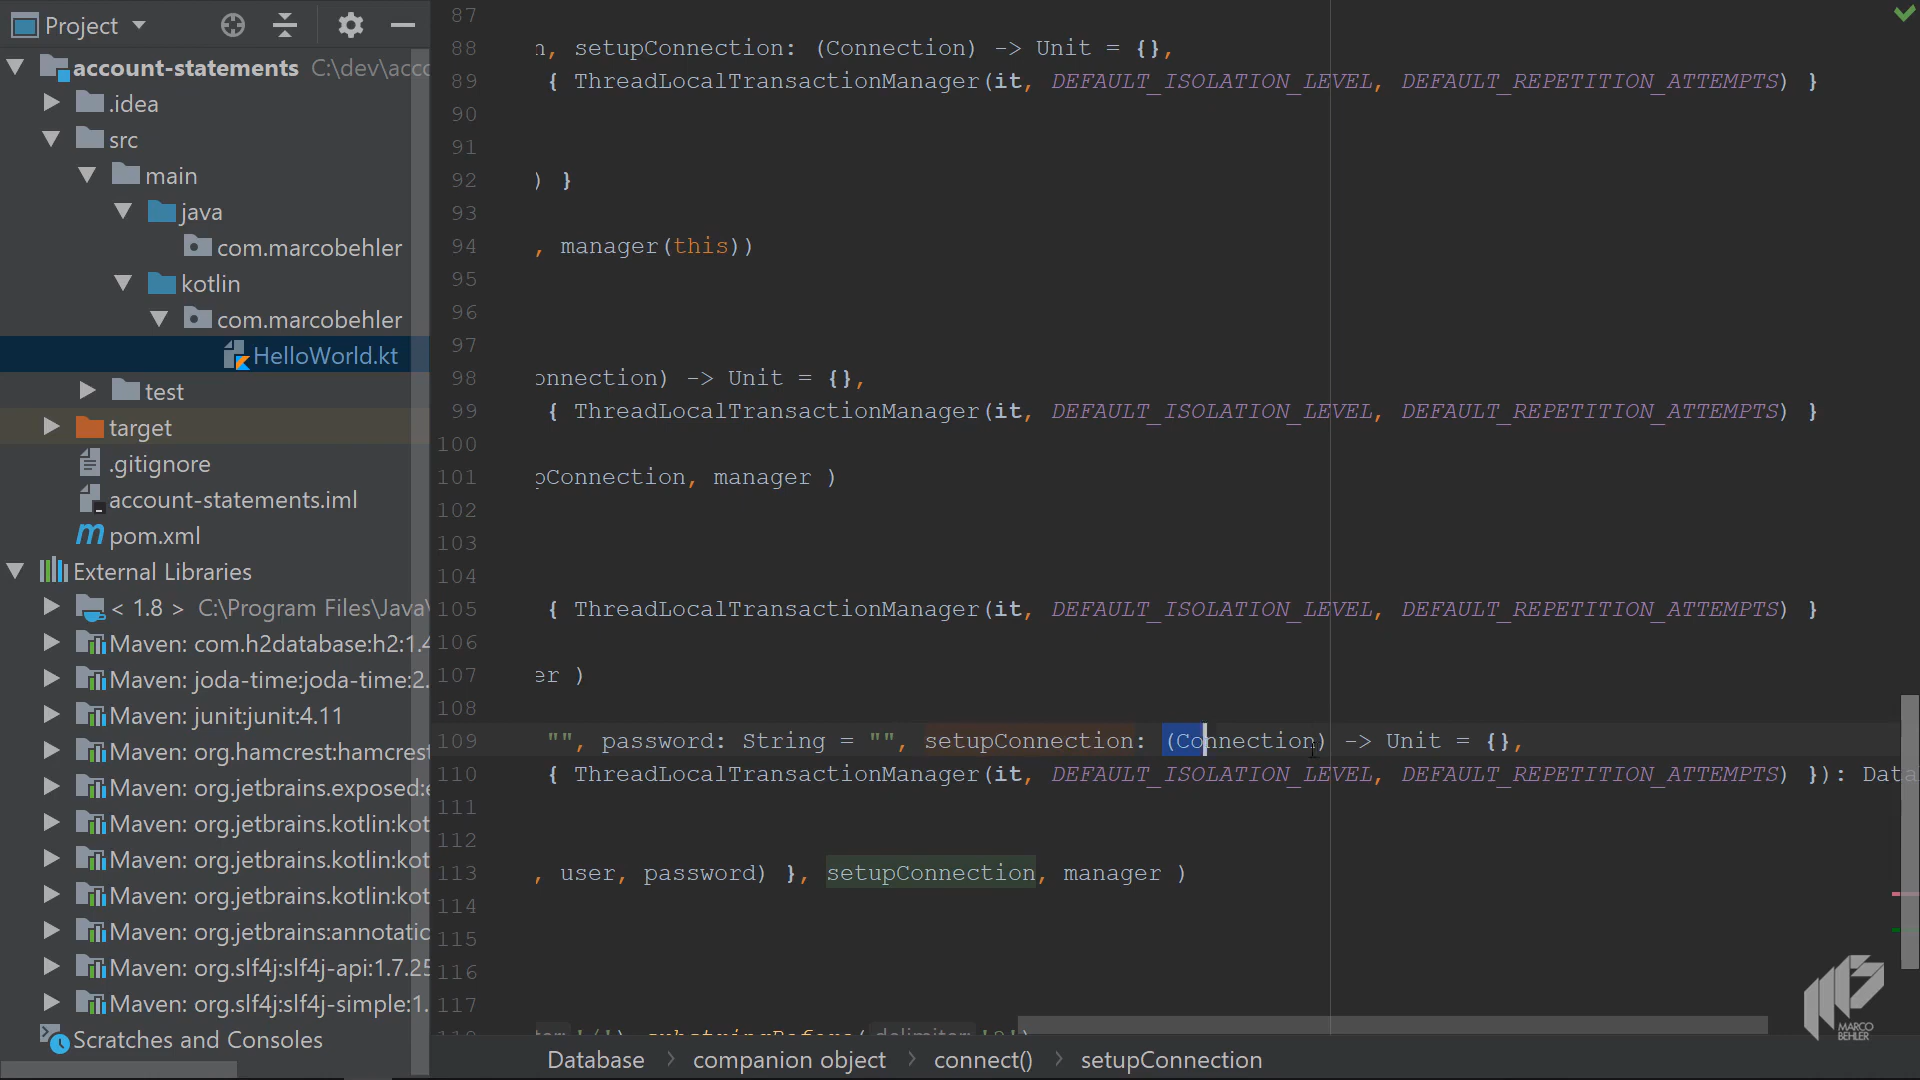 Project
account-statements C:\dev\acco
.idea
src
main
java
com.marcobehler
kotlin
com.marcobehler
HelloWorld.kt
test
target
.gitignore
account-statements.iml
m pom.xml
External Libraries
< 1.8 > C:\Program Files\Java\
Maven: com.h2database:h2:1.4
Maven: joda-time:joda-time:2.
Maven: junit:junit:4.11
Maven: org.hamcrest:hamcrest
Maven: org.jetbrains.exposed:e
Maven: org.jetbrains.kotlin:kot
Maven: org.jetbrains.kotlin:kot
Maven: org.jetbrains.kotlin:kot
Maven: org.jetbrains:annotatio
Maven: org.slf4j:slf4j-api:1.7.25
Maven: org.slf4j:slf4j-simple:1.
Scratches and Consoles
87
88 n, setupConnection: (Connection) -> Unit = {},
89 { ThreadLocalTransactionManager(it, DEFAULT_ISOLATION_LEVEL, DEFAULT_REPETITION_ATTEMPTS) }
90
91
92 ) }
93
94 , manager(this))
95
96
97
98 onnection) -> Unit = {},
99 { ThreadLocalTransactionManager(it, DEFAULT_ISOLATION_LEVEL, DEFAULT_REPETITION_ATTEMPTS) }
100
101 pConnection, manager )
102
103
104
105 { ThreadLocalTransactionManager(it, DEFAULT_ISOLATION_LEVEL, DEFAULT_REPETITION_ATTEMPTS) }
106
107 er )
108
109 "", password: String = "", setupConnection: (Connection) -> Unit = {},
110 { ThreadLocalTransactionManager(it, DEFAULT_ISOLATION_LEVEL, DEFAULT_REPETITION_ATTEMPTS) }): Data
111
112
113 , user, password) }, setupConnection, manager )
114
115
116
117
Database > companion object > connect() > setupConnection
MARCO
BEHLER